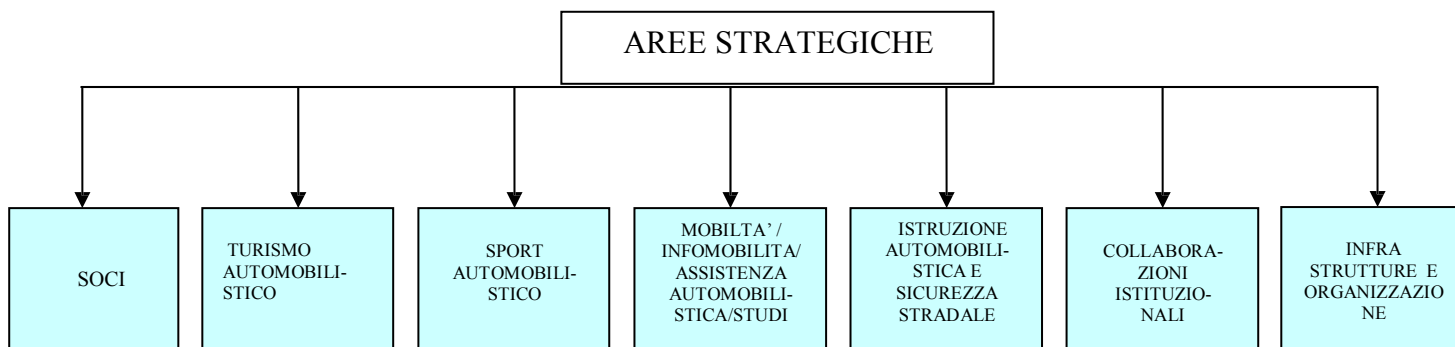 AREE STRATEGICHE
SOCI
TURISMO
AUTOMOBILI-
STICO
SPORT
AUTOMOBILI-
STICO
MOBILTA’ /
INFOMOBILITA/
ASSISTENZA
AUTOMOBILI-
STICA/STUDI
ISTRUZIONE
AUTOMOBILI-
STICA E
SICUREZZA
STRADALE
COLLABORA-
ZIONI
ISTITUZIO-
NALI
INFRA
STRUTTURE E
ORGANIZZAZIO
NE